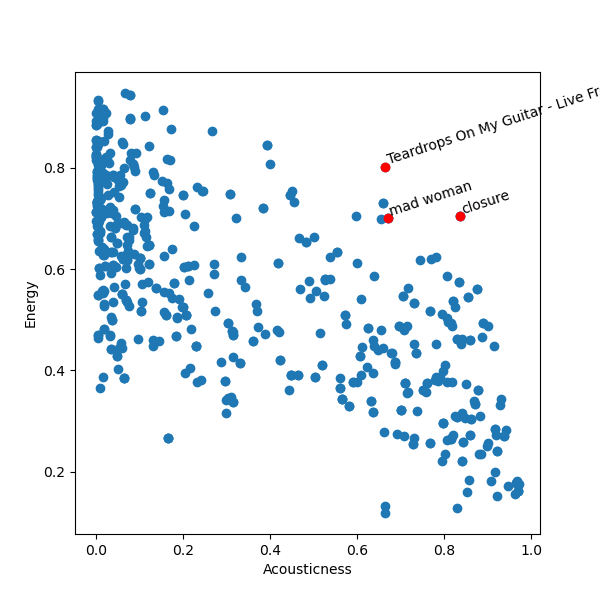 Teardrops On My Guitar - Live Fr
mad woman
closure
Energy
0.8
0.6
0.4
0.2
0.0 0.2 0.4 0.6 0.8 1.0
Acousticness